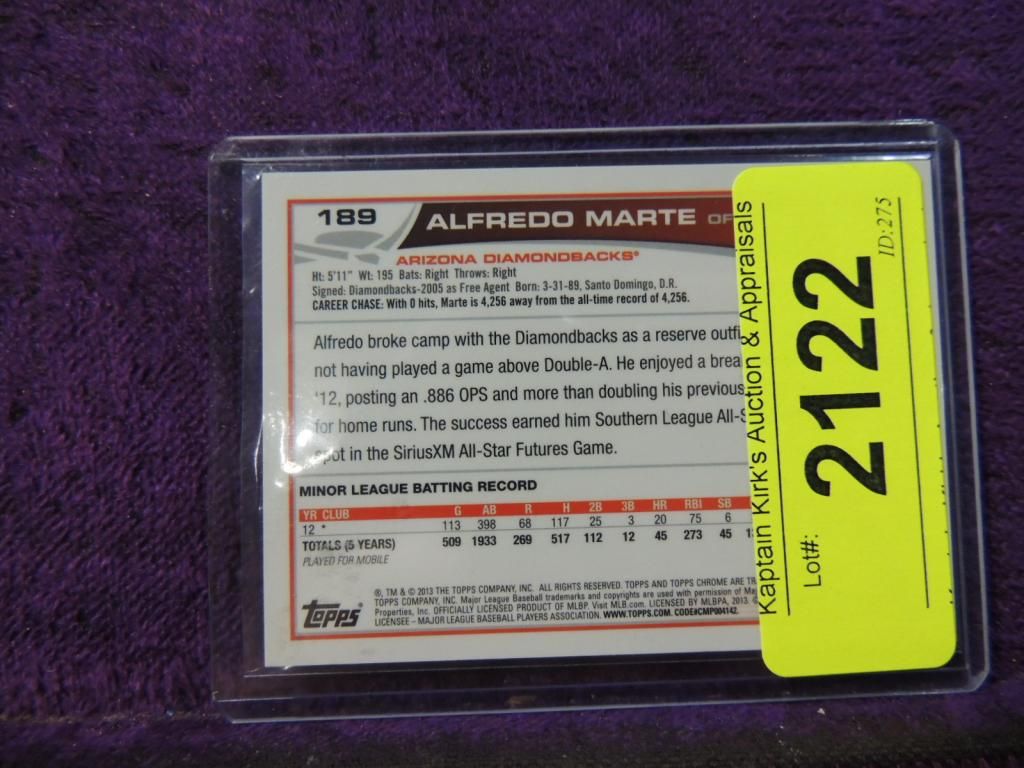 189
ALFREDO MARTE OF
ARIZONA DIAMONDBACKS®
Ht: 5'11" Wt: 195 Bats: Right Throws: Right
Signed: Diamondbacks-2005 as Free Agent Born: 3-31-89, Santo Domingo, D.R.
CAREER CHASE: With 0 hits, Marte is 4,256 away from the all-time record of 4,256.
Alfredo broke camp with the Diamondbacks as a reserve outfi
not having played a game above Double-A. He enjoyed a brea
'12, posting an .886 OPS and more than doubling his previous
for home runs. The success earned him Southern League All-S
spot in the SiriusXM All-Star Futures Game.
MINOR LEAGUE BATTING RECORD
YR CLUB G AB R H 2B 3B HR RBI SB
12 * 113 398 68 117 25 3 20 75 6
TOTALS (5 YEARS) 509 1933 269 517 112 12 45 273 45
PLAYED FOR MOBILE
®, TM & © 2013 THE TOPPS COMPANY, INC. ALL RIGHTS RESERVED. TOPPS AND TOPPS CHROME ARE TR
TOPPS COMPANY, INC. Major League Baseball trademarks and copyrights are used with permission of Ma
Properties, Inc. OFFICIALLY LICENSED PRODUCT OF MLBP. Visit MLB.com. LICENSED BY MLBPA, 2013.
LICENSEE - MAJOR LEAGUE BASEBALL PLAYERS ASSOCIATION. WWW.TOPPS.COM. CODE#CMP004142.
Topps
Kaptain Kirk's Auction & Appraisals
Lot#: 2122
ID:275